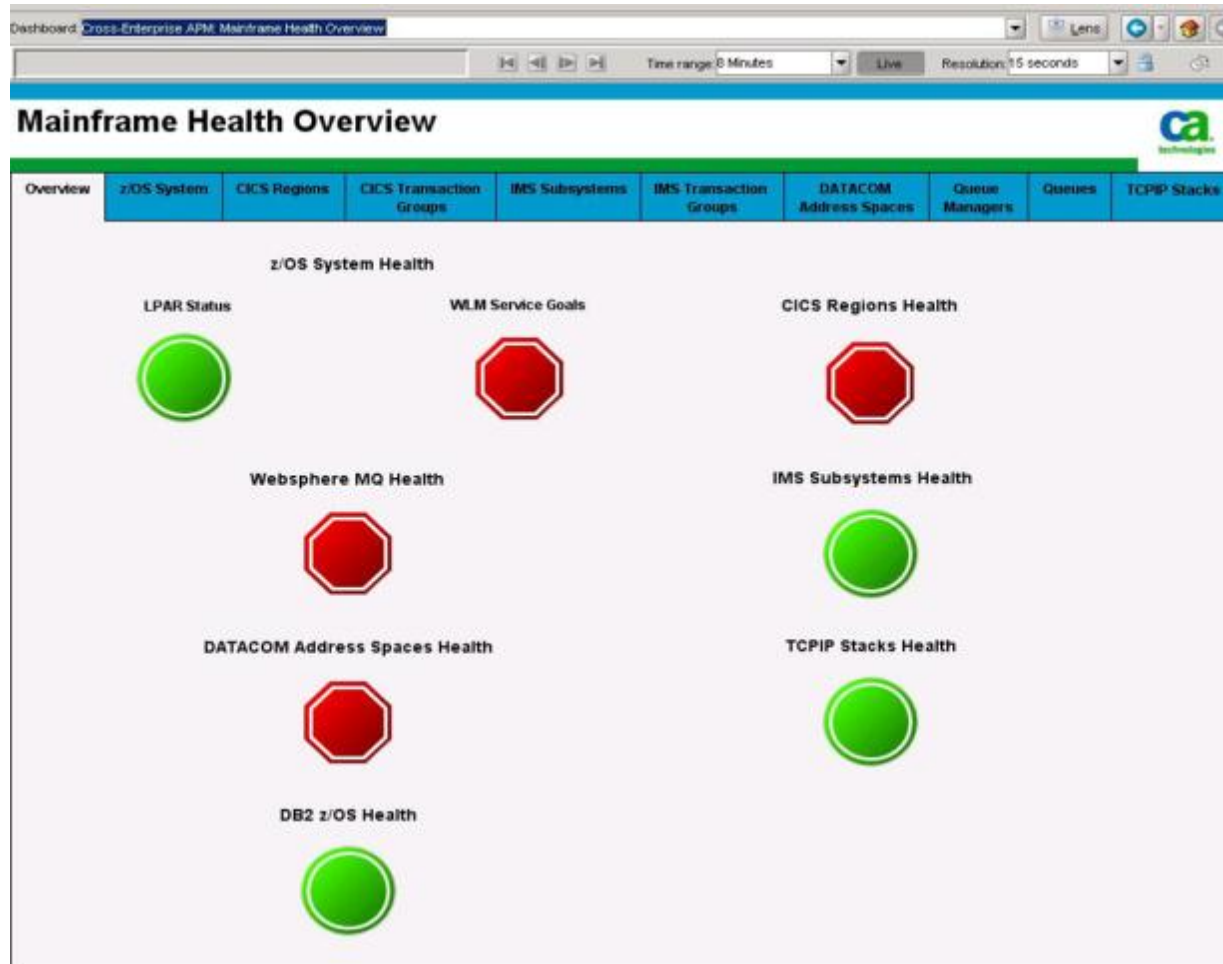 Dashboard: Cross-Enterprise APM: Mainframe Health Overview
Lens
Time range: 8 Minutes
Live
Resolution: 15 seconds
Mainframe Health Overview
ca
technologies
Overview
z/OS System
CICS Regions
CICS Transaction
Groups
IMS Subsystems
IMS Transaction
Groups
DATACOM
Address Spaces
Queue
Managers
Queues
TCPIP Stacks
z/OS System Health
LPAR Status
WLM Service Goals
CICS Regions Health
Websphere MQ Health
IMS Subsystems Health
DATACOM Address Spaces Health
TCPIP Stacks Health
DB2 z/OS Health